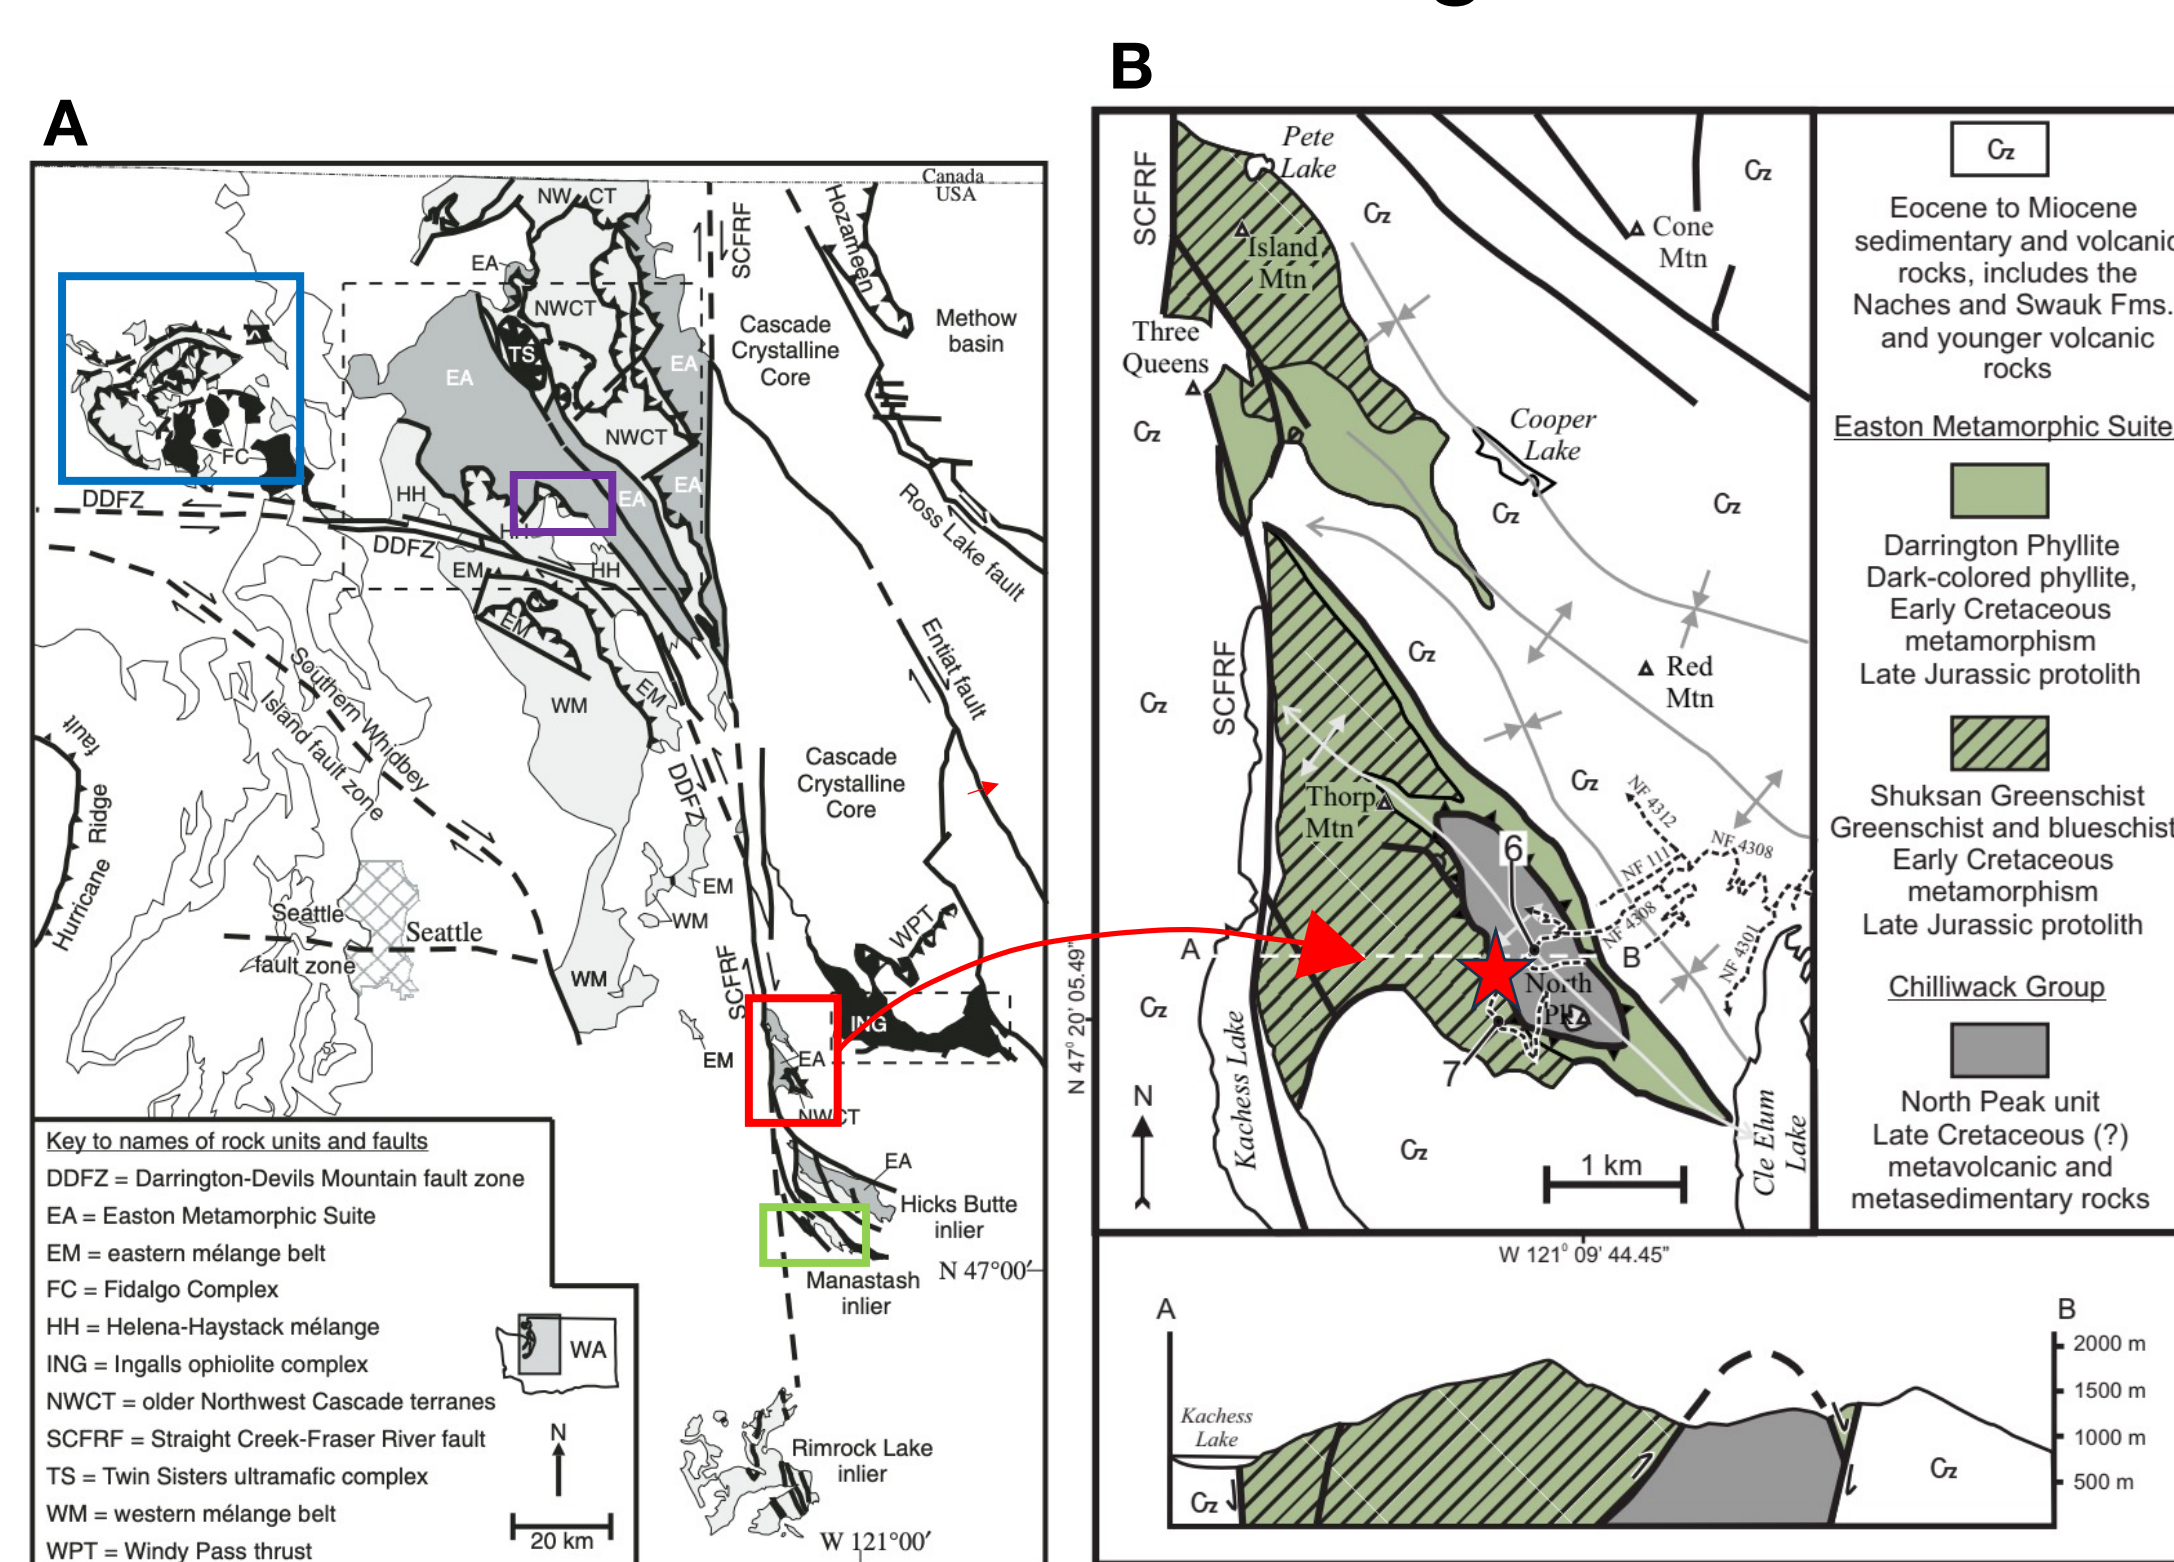 A
Canada
USA
NW
CT
SCFRF
Hozameen
EA
NWCT
TS
Cascade
Crystalline
Core
Methow
basin
EA
EA
NWCT
FC
HH
EA
EA
DDFZ
HH
DDFZ
HH
EM
Ross Lake fault
EM
Southern Whidbey
Island fault zone
WM
EM
Entiat fault
fault
Ridge
Hurricane
DDFZ
Cascade
Crystalline
Core
EM
WM
Seattle
Seattle
fault zone
WPT
WM
SCFRF
ING
EM
EA
NWCT
EA
Hicks Butte
inlier
Manastash
inlier
N 47°00′
Rimrock Lake
inlier
W 121°00′
Key to names of rock units and faults
DDFZ = Darrington-Devils Mountain fault zone
EA = Easton Metamorphic Suite
EM = eastern mélange belt
FC = Fidalgo Complex
HH = Helena-Haystack mélange
ING = Ingalls ophiolite complex
NWCT = older Northwest Cascade terranes
SCFRF = Straight Creek-Fraser River fault
TS = Twin Sisters ultramafic complex
WM = western mélange belt
WPT = Windy Pass thrust
WA
N
20 km
B
SCFRF
Pete
Lake
Cz
Cz
Cone
Mtn
Island
Mtn
Three
Queens
Cz
Cooper
Lake
Cz
Cz
Cz
Red
Mtn
SCFRF
Cz
Cz
Thorp
Mtn
NF 4312
NF 1111
NF 4308
6
NF 4308
NF 4301
A
B
North
Pk
Cz
7
Kachess Lake
N
Cz
1 km
Cle Elum
Lake
N 47⁰ 20' 05.49"
W 121⁰ 09' 44.45"
Cz
Eocene to Miocene
sedimentary and volcanic
rocks, includes the
Naches and Swauk Fms.
and younger volcanic
rocks
Easton Metamorphic Suite
Darrington Phyllite
Dark-colored phyllite,
Early Cretaceous
metamorphism
Late Jurassic protolith
Shuksan Greenschist
Greenschist and blueschist
Early Cretaceous
metamorphism
Late Jurassic protolith
Chilliwack Group
North Peak unit
Late Cretaceous (?)
metavolcanic and
metasedimentary rocks
A
B
2000 m
1500 m
1000 m
500 m
Kachess
Lake
Cz
Cz